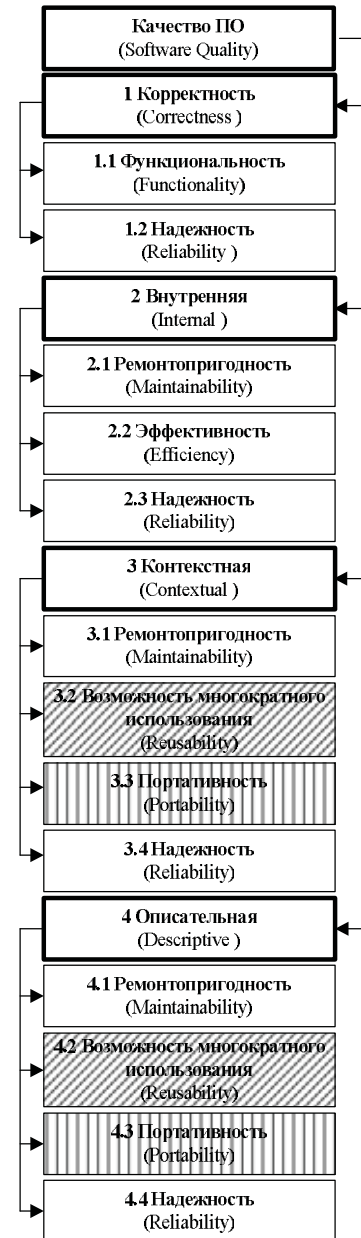 Качество ПО
(Software Quality)
1 Корректность
(Correctness )
1.1 Функциональность
(Functionality)
1.2 Надежность
(Reliability )
2 Внутренняя
(Internal )
2.1 Ремонтопригодность
(Maintainability)
2.2 Эффективность
(Efficiency)
2.3 Надежность
(Reliability)
3 Контекстная
(Contextual )
3.1 Ремонтопригодность
(Maintainability)
3.2 Возможность многократного
использования
(Reusability)
3.3 Портативность
(Portability)
3.4 Надежность
(Reliability)
4 Описательная
(Descriptive )
4.1 Ремонтопригодность
(Maintainability)
4.2 Возможность многократного
использования
(Reusability)
4.3 Портативность
(Portability)
4.4 Надежность
(Reliability)